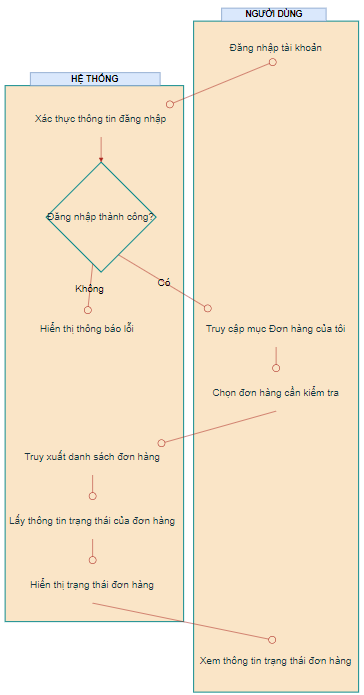 NGƯỜI DÙNG
Đăng nhập tài khoản
HỆ THỐNG
Xác thực thông tin đăng nhập
Đăng nhập thành công?
Không
Có
Hiển thị thông báo lỗi
Truy cập mục Đơn hàng của tôi
Chọn đơn hàng cần kiểm tra
Truy xuất danh sách đơn hàng
Lấy thông tin trạng thái của đơn hàng
Hiển thị trạng thái đơn hàng
Xem thông tin trạng thái đơn hàng